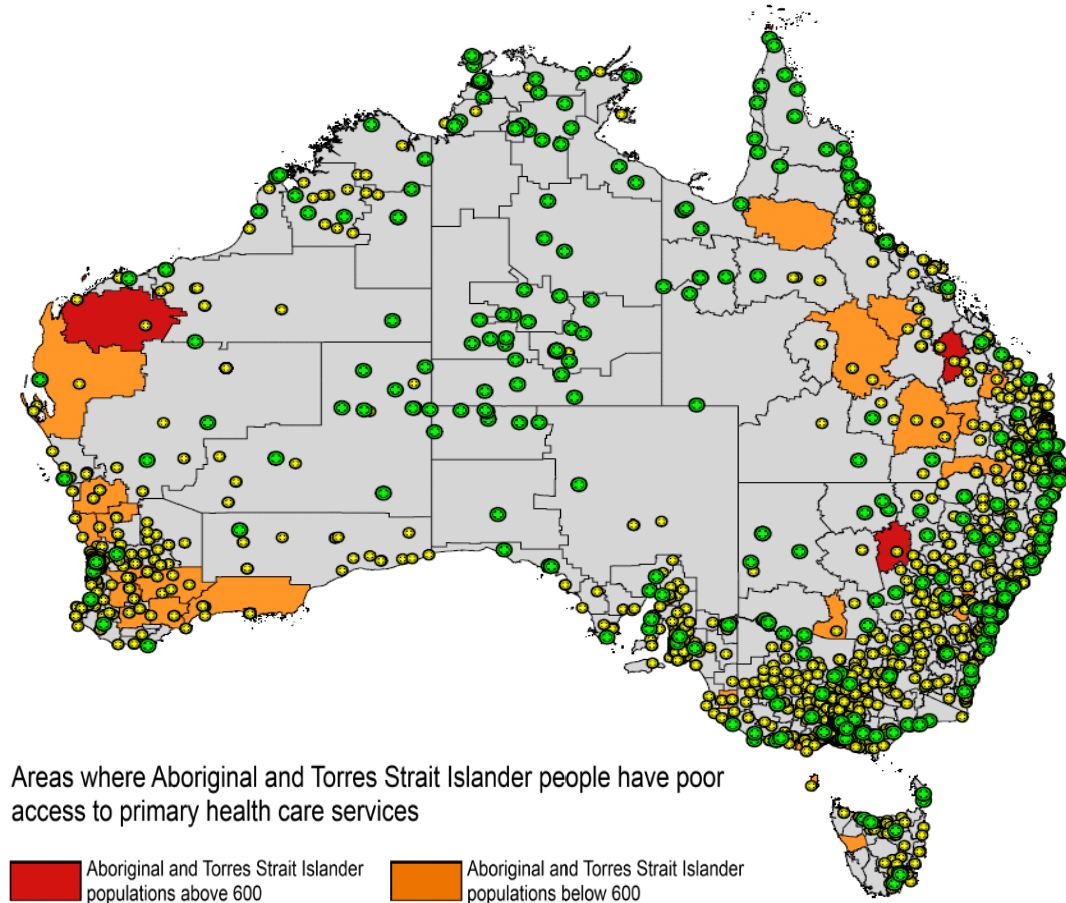 Areas where Aboriginal and Torres Strait Islander people have poor
access to primary health care services
Aboriginal and Torres Strait Islander
populations above 600
Aboriginal and Torres Strait Islander
populations below 600